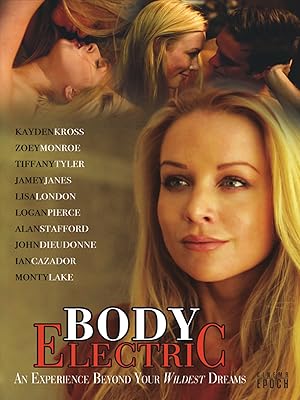 KAYDEN KROSS
ZOEY MONROE
TIFFANY TYLER
JAMEY JANES
LISA LONDON
LOGAN PIERCE
ALAN STAFFORD
JOHN DIEUDONNE
IAN CAZADOR
MONTY LAKE
BODY
ELECTRIC
AN EXPERIENCE BEYOND YOUR WILDEST DREAMS
CINEMA
EPOCH